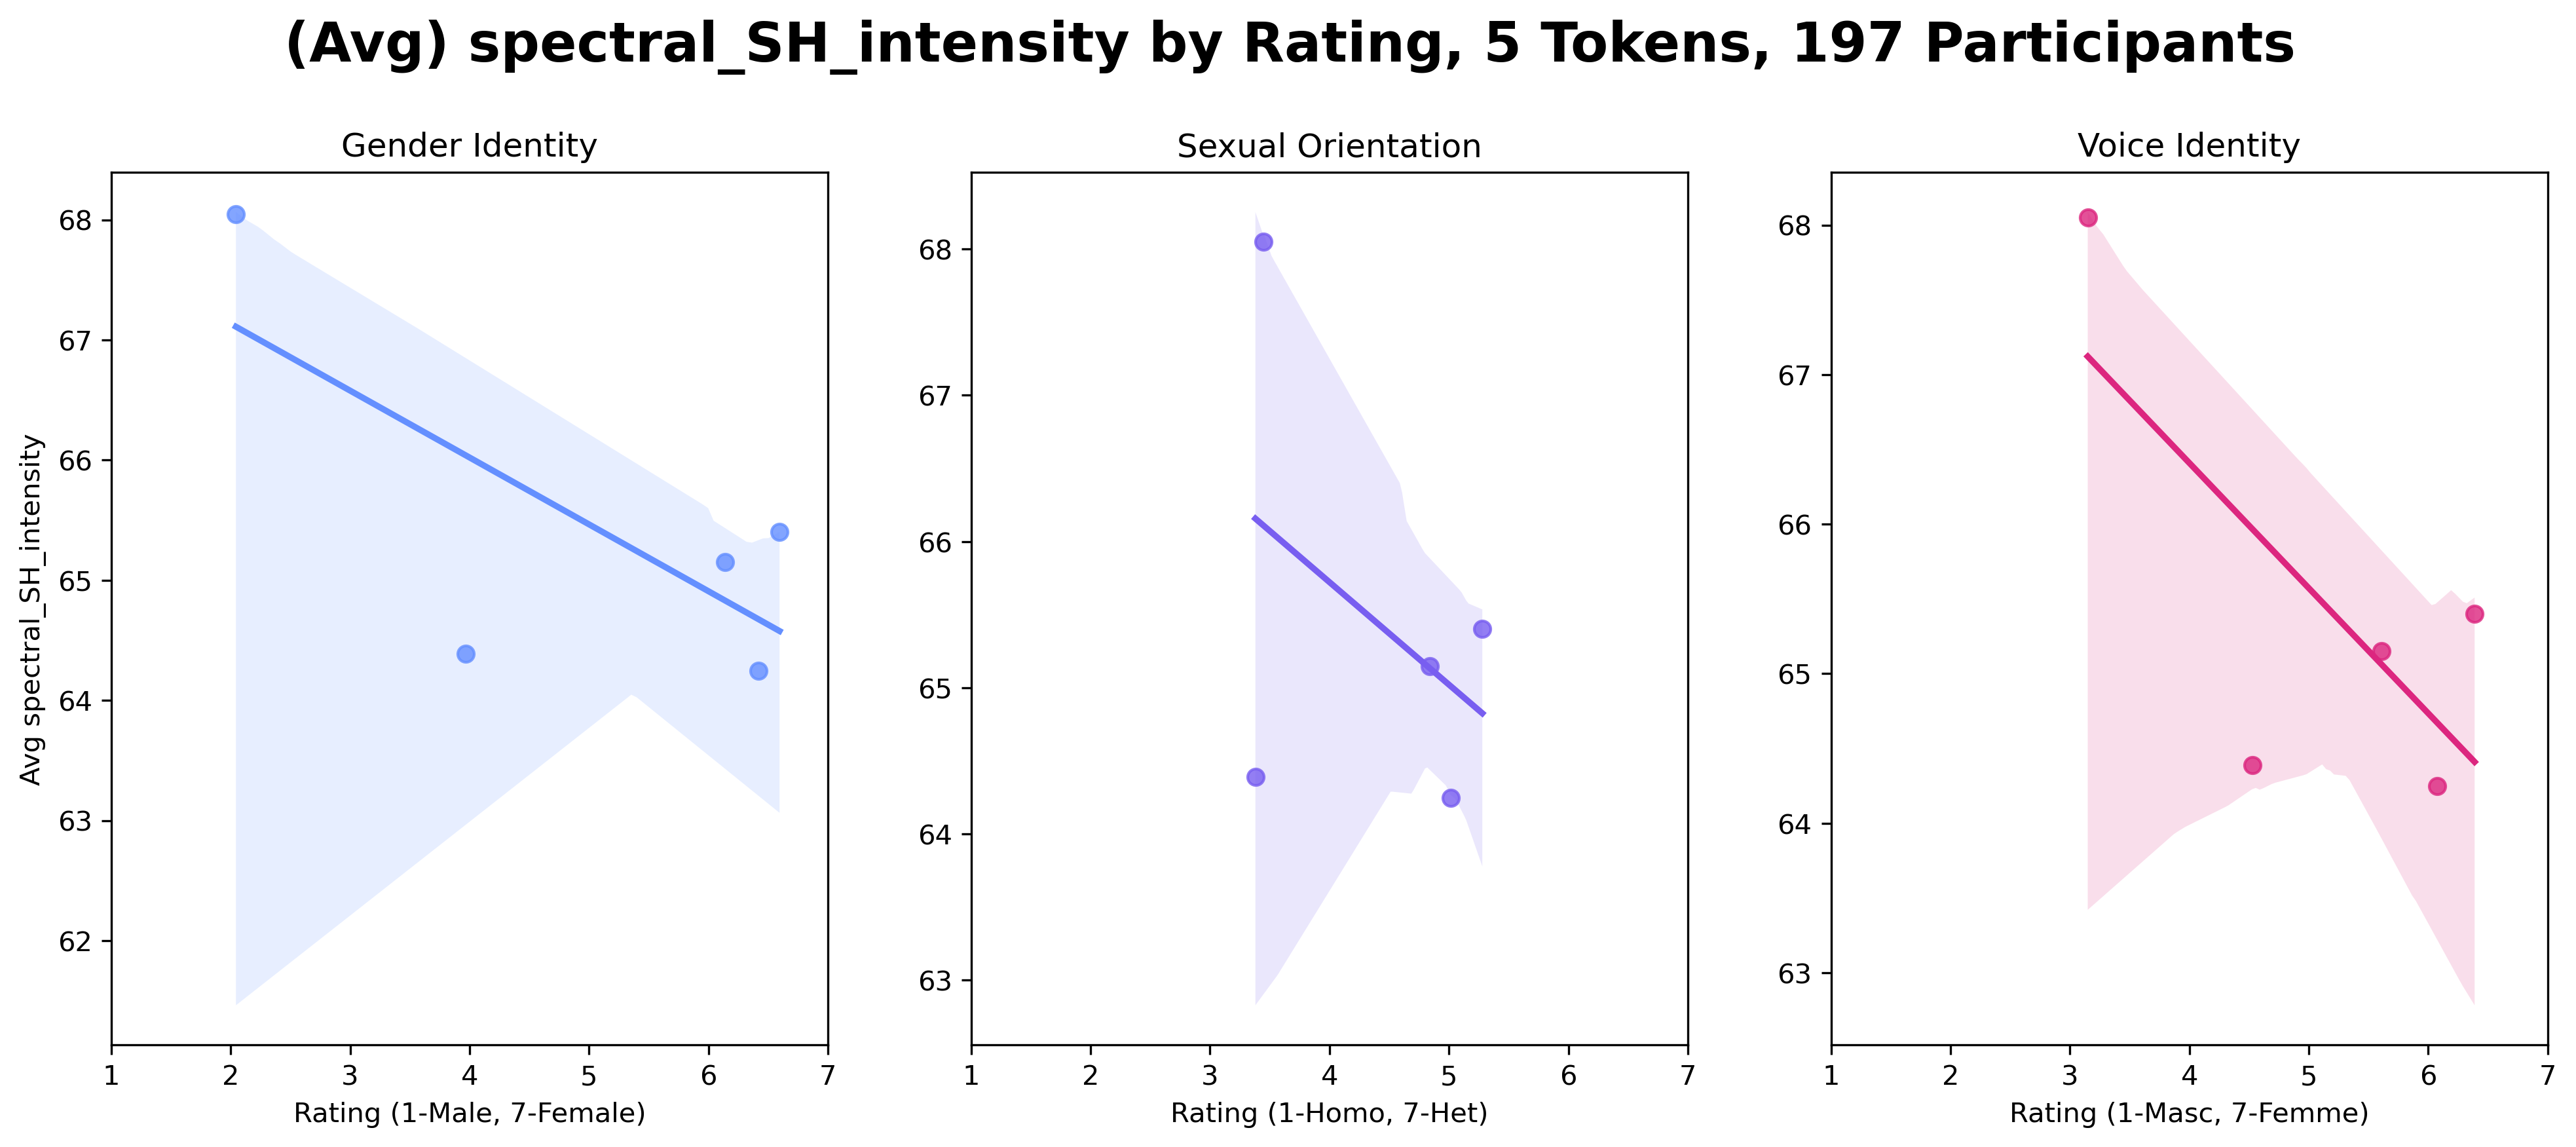 (Avg) spectral_SH_intensity by Rating, 5 Tokens, 197 Participants
Gender Identity
Sexual Orientation
Voice Identity
Avg spectral_SH_intensity
68
67
66
65
64
63
62
1 2 3 4 5 6 7
Rating (1-Male, 7-Female)
68
67
66
65
64
63
1 2 3 4 5 6 7
Rating (1-Homo, 7-Het)
68
67
66
65
64
63
1 2 3 4 5 6 7
Rating (1-Masc, 7-Femme)